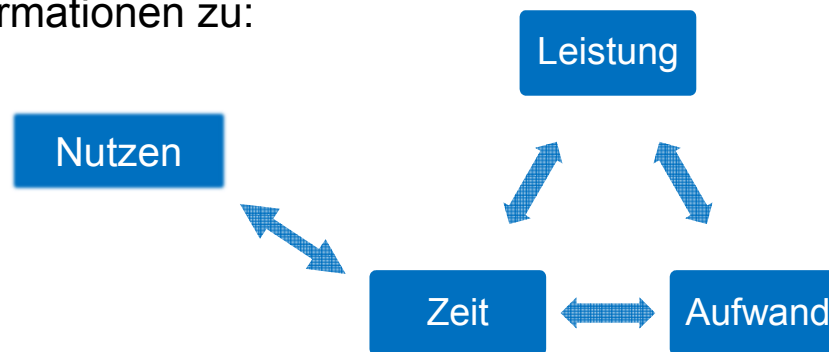 rmationen zu:
Leistung
Nutzen
Zeit
Aufwand